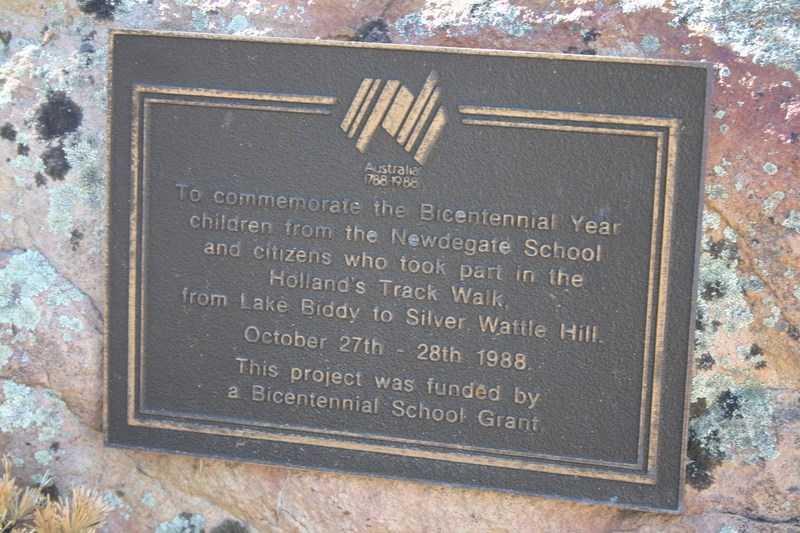 Australia
1788-1988
To commemorate the Bicentennial Year
children from the Newdegate School
and citizens who took part in the
Holland's Track Walk,
from Lake Biddy to Silver Wattle Hill.
October 27th - 28th 1988.
This project was funded by
a Bicentennial School Grant